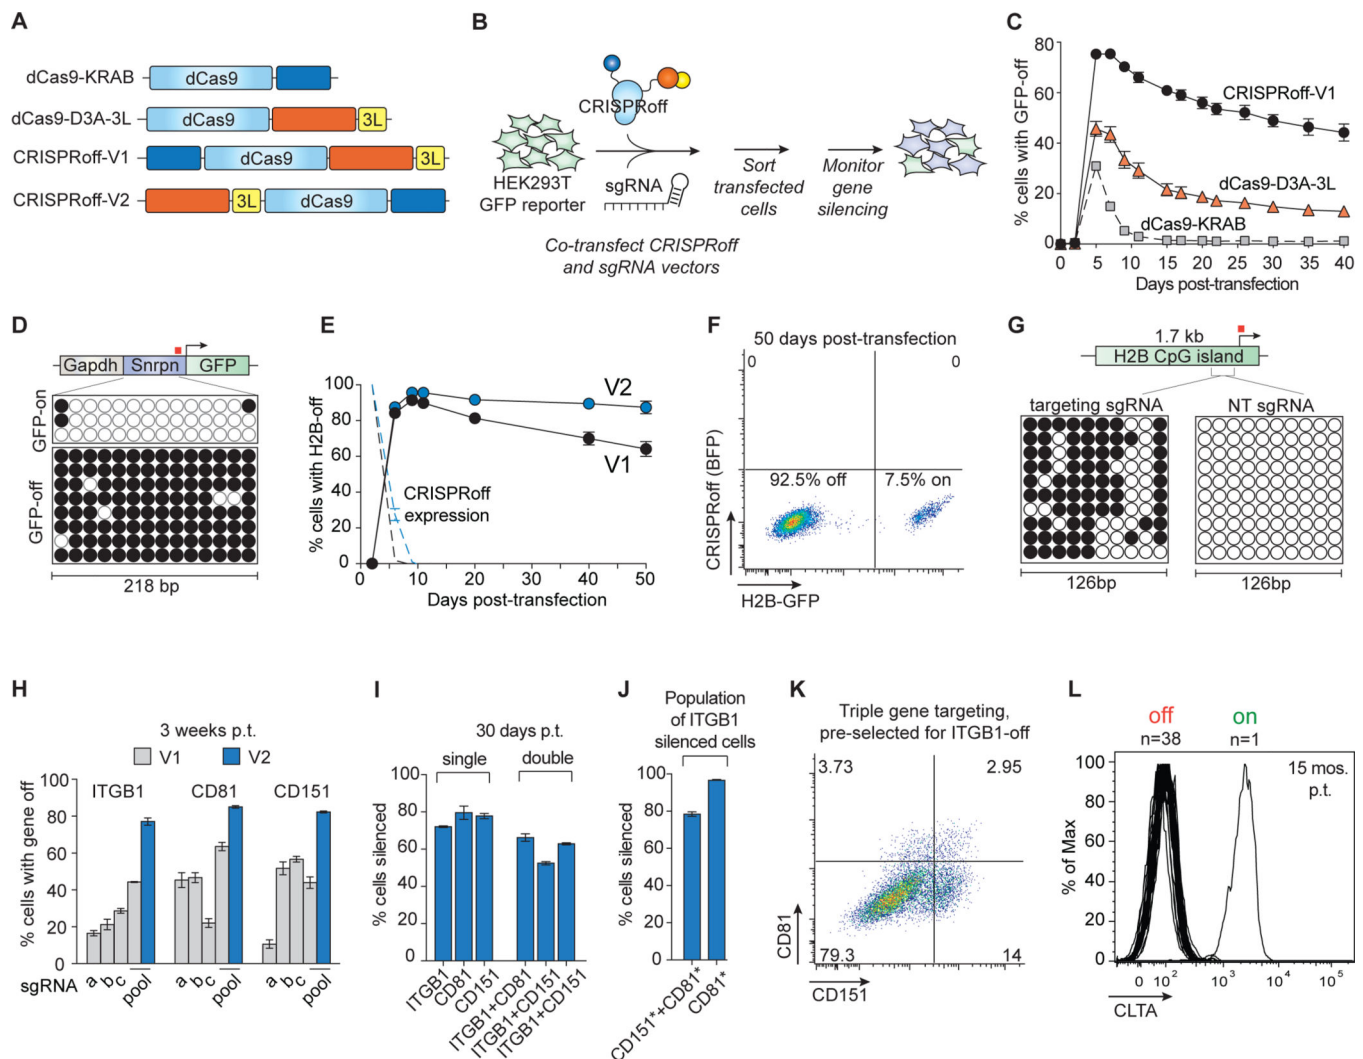 A
dCas9-KRAB
dCas9
dCas9-D3A-3L
dCas9
3L
CRISPRoff-V1
dCas9
3L
CRISPRoff-V2
3L
dCas9
B
CRISPRoff
HEK293T
GFP reporter
sgRNA
Sort
transfected
cells
Monitor
gene
silencing
Co-transfect CRISPRoff
and sgRNA vectors
C
% cells with GFP-off
80
60
40
20
0
CRISPRoff-V1
dCas9-D3A-3L
dCas9-KRAB
0 5 10 15 20 25 30 35 40
Days post-transfection
D
Gapdh
Snrpn
GFP
GFP-on
GFP-off
218 bp
E
% cells with H2B-off
100
80
60
40
80
0
V2
V1
CRISPRoff
expression
0 10 20 30 40 50
Days post-transfection
F
50 days post-transfection
0
0
92.5% off
7.5% on
CRISPRoff (BFP)
H2B-GFP
G
1.7 kb
H2B CpG island
targeting sgRNA
NT sgRNA
126bp
126bp
H
3 weeks p.t.
V1
V2
ITGB1
CD81
CD151
% cells with gene off
80
60
40
20
0
sgRNA
a b c pool
a b c pool
a b c pool
I
30 days p.t.
single
double
% cells silenced
100
80
60
40
20
0
ITGB1
CD81
CD151
ITGB1+CD81
ITGB1+CD151
ITGB1+CD151
J
Population
of ITGB1
silenced cells
% cells silenced
100
80
60
40
20
0
CD151*+CD81*
CD81*
K
Triple gene targeting,
pre-selected for ITGB1-off
3.73
2.95
79.3
14
CD81
CD151
L
off
n=38
on
n=1
15 mos.
p.t.
% of Max
100
80
60
40
20
0
0 10² 10³ 10⁴ 10⁵
CLTA